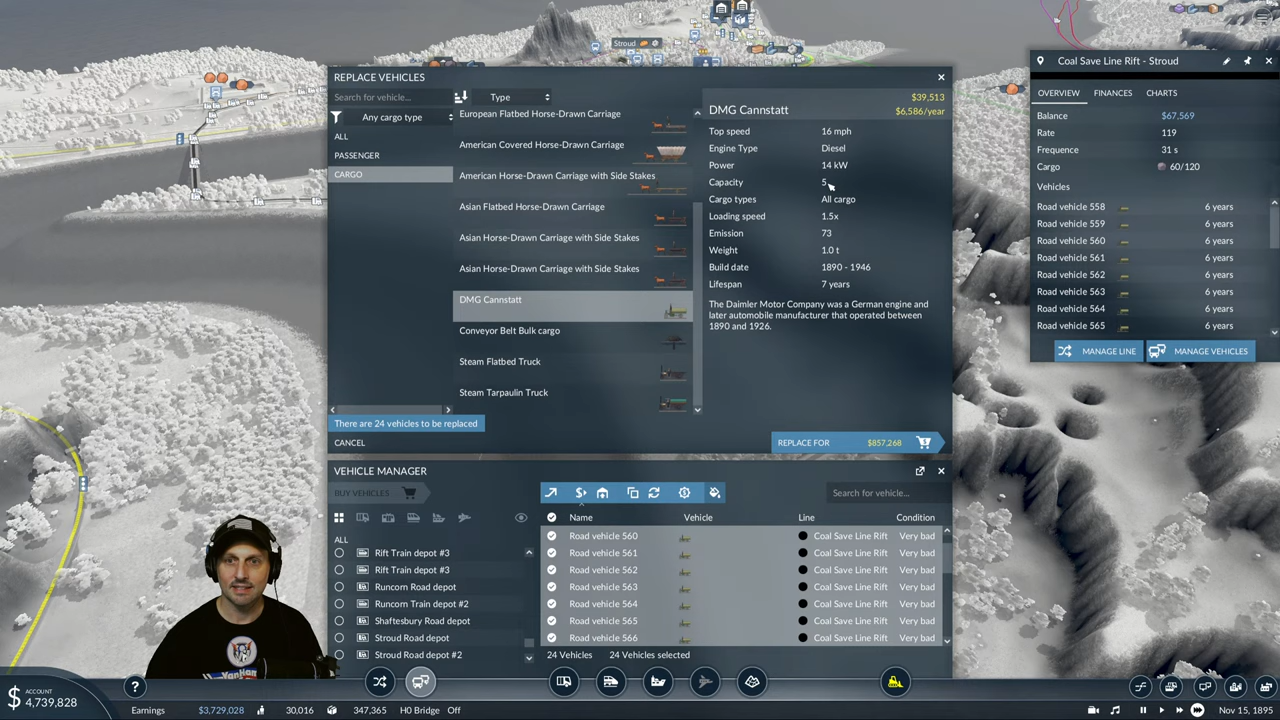 Stroud
REPLACE VEHICLES
Search for vehicle...
Type
Any cargo type
ALL
PASSENGER
CARGO
European Flatbed Horse-Drawn Carriage
American Covered Horse-Drawn Carriage
American Horse-Drawn Carriage with Side Stakes
Asian Flatbed Horse-Drawn Carriage
Asian Horse-Drawn Carriage with Side Stakes
Asian Horse-Drawn Carriage with Side Stakes
DMG Cannstatt
Conveyor Belt Bulk cargo
Steam Flatbed Truck
Steam Tarpaulin Truck
$39,513
DMG Cannstatt
$6,586/year
Top speed 16 mph
Engine Type Diesel
Power 14 kW
Capacity 5
Cargo types All cargo
Loading speed 1.5x
Emission 73
Weight 1.0 t
Build date 1890 - 1946
Lifespan 7 years
The Daimler Motor Company was a German engine and
later automobile manufacturer that operated between
1890 and 1926.
There are 24 vehicles to be replaced
CANCEL
REPLACE FOR $857,268
Coal Save Line Rift - Stroud
OVERVIEW FINANCES CHARTS
Balance $67,569
Rate 119
Frequency 31 s
Cargo 60/120
Vehicles
Road vehicle 558 6 years
Road vehicle 559 6 years
Road vehicle 560 6 years
Road vehicle 561 6 years
Road vehicle 562 6 years
Road vehicle 563 6 years
Road vehicle 564 6 years
Road vehicle 565 6 years
MANAGE LINE MANAGE VEHICLES
VEHICLE MANAGER
BUY VEHICLES
Search for vehicle...
ALL
Rift Train depot #3
Rift Train depot #3
Runcorn Road depot
Runcorn Train depot #2
Shaftesbury Road depot
Stroud Road depot
Stroud Road depot #2
Name Vehicle Line Condition
Road vehicle 560 Coal Save Line Rift Very bad
Road vehicle 561 Coal Save Line Rift Very bad
Road vehicle 562 Coal Save Line Rift Very bad
Road vehicle 563 Coal Save Line Rift Very bad
Road vehicle 564 Coal Save Line Rift Very bad
Road vehicle 565 Coal Save Line Rift Very bad
Road vehicle 566 Coal Save Line Rift Very bad
24 Vehicles 24 Vehicles selected
$ ACCOUNT
4,739,828
?
Earnings $3,729,028 30,016 347,365 H0 Bridge Off
Nov 15, 1895